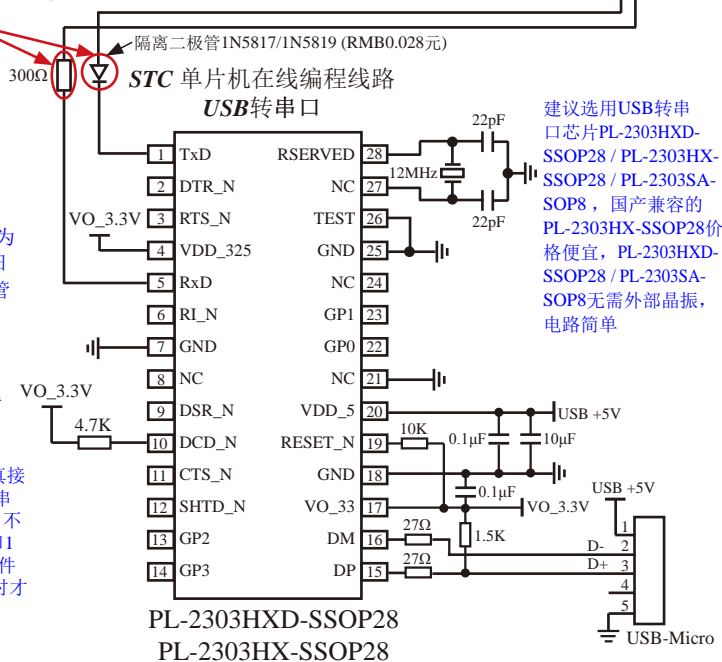 隔离二极管1N5817/1N5819 (RMB0.028元)
300Ω
STC 单片机在线编程线路
USB转串口
1 TxD
2 DTR_N
3 RTS_N
4 VDD_325
5 RxD
6 RI_N
7 GND
8 NC
9 DSR_N
10 DCD_N
11 CTS_N
12 SHTD_N
13 GP2
14 GP3
RSERVED 28
NC 27
TEST 26
GND 25
NC 24
GP1 23
GP0 22
NC 21
VDD_5 20
RESET_N 19
GND 18
VO_33 17
DM 16
DP 15
VO_3.3V
VO_3.3V
4.7K
22pF
12MHz
22pF
USB +5V
10K
0.1μF
10μF
0.1μF
VO_3.3V
27Ω
1.5K
27Ω
USB +5V
1
D- 2
D+ 3
4
5
USB-Micro
PL-2303HXD-SSOP28
PL-2303HX-SSOP28
建议选用USB转串
口芯片PL-2303HXD-
SSOP28 / PL-2303HX-
SSOP28 / PL-2303SA-
SOP8 ，国产兼容的
PL-2303HX-SSOP28价
格便宜，PL-2303HXD-
SSOP28 / PL-2303SA-
SOP8无需外部晶振，
电路简单
为
管
接
串
不
1
件
才